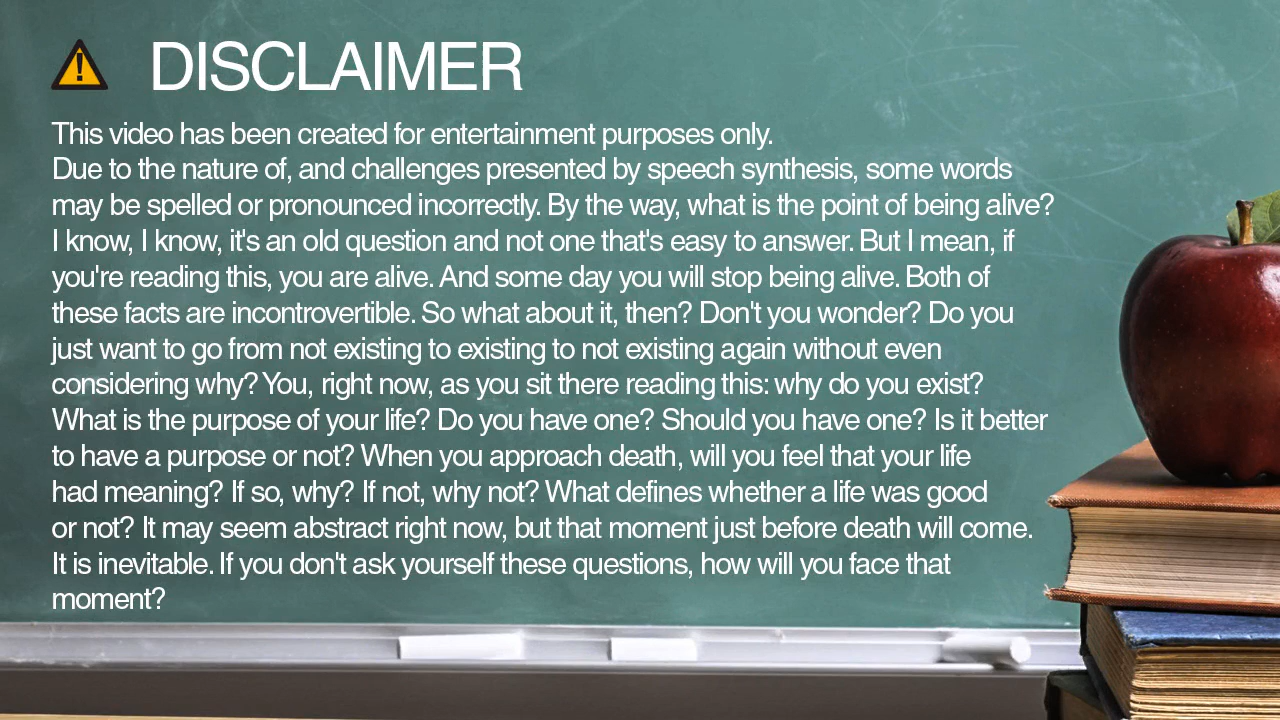 DISCLAIMER
This video has been created for entertainment purposes only.
Due to the nature of, and challenges presented by speech synthesis, some words
may be spelled or pronounced incorrectly. By the way, what is the point of being alive?
I know, I know, it's an old question and not one that's easy to answer. But I mean, if
you're reading this, you are alive. And some day you will stop being alive. Both of
these facts are incontrovertible. So what about it, then? Don't you wonder? Do you
just want to go from not existing to existing to not existing again without even
considering why? You, right now, as you sit there reading this: why do you exist?
What is the purpose of your life? Do you have one? Should you have one? Is it better
to have a purpose or not? When you approach death, will you feel that your life
had meaning? If so, why? If not, why not? What defines whether a life was good
or not? It may seem abstract right now, but that moment just before death will come.
It is inevitable. If you don't ask yourself these questions, how will you face that
moment?